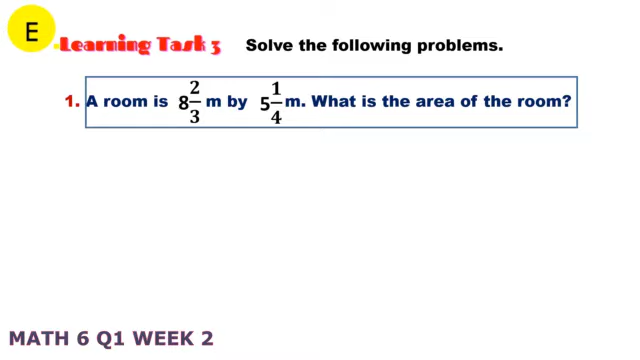 E
Learning Task 3 Solve the following problems.
1. A room is 8 2/3 m by 5 1/4 m. What is the area of the room?
MATH 6 Q1 WEEK 2